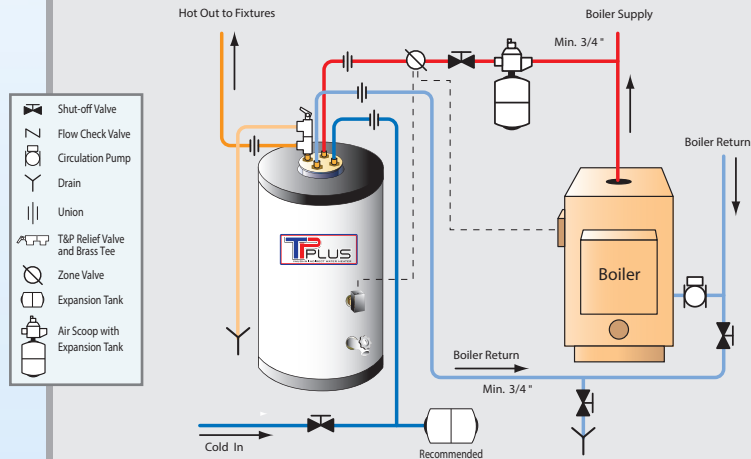 Hot Out to Fixtures
Boiler Supply
Min. 3/4 "
Boiler Return
Shut-off Valve
Flow Check Valve
Circulation Pump
Drain
Union
T&P Relief Valve
and Brass Tee
Zone Valve
Expansion Tank
Air Scoop with
Expansion Tank
TP PLUS
Boiler
Boiler Return
Min. 3/4 "
Cold In
Recommended